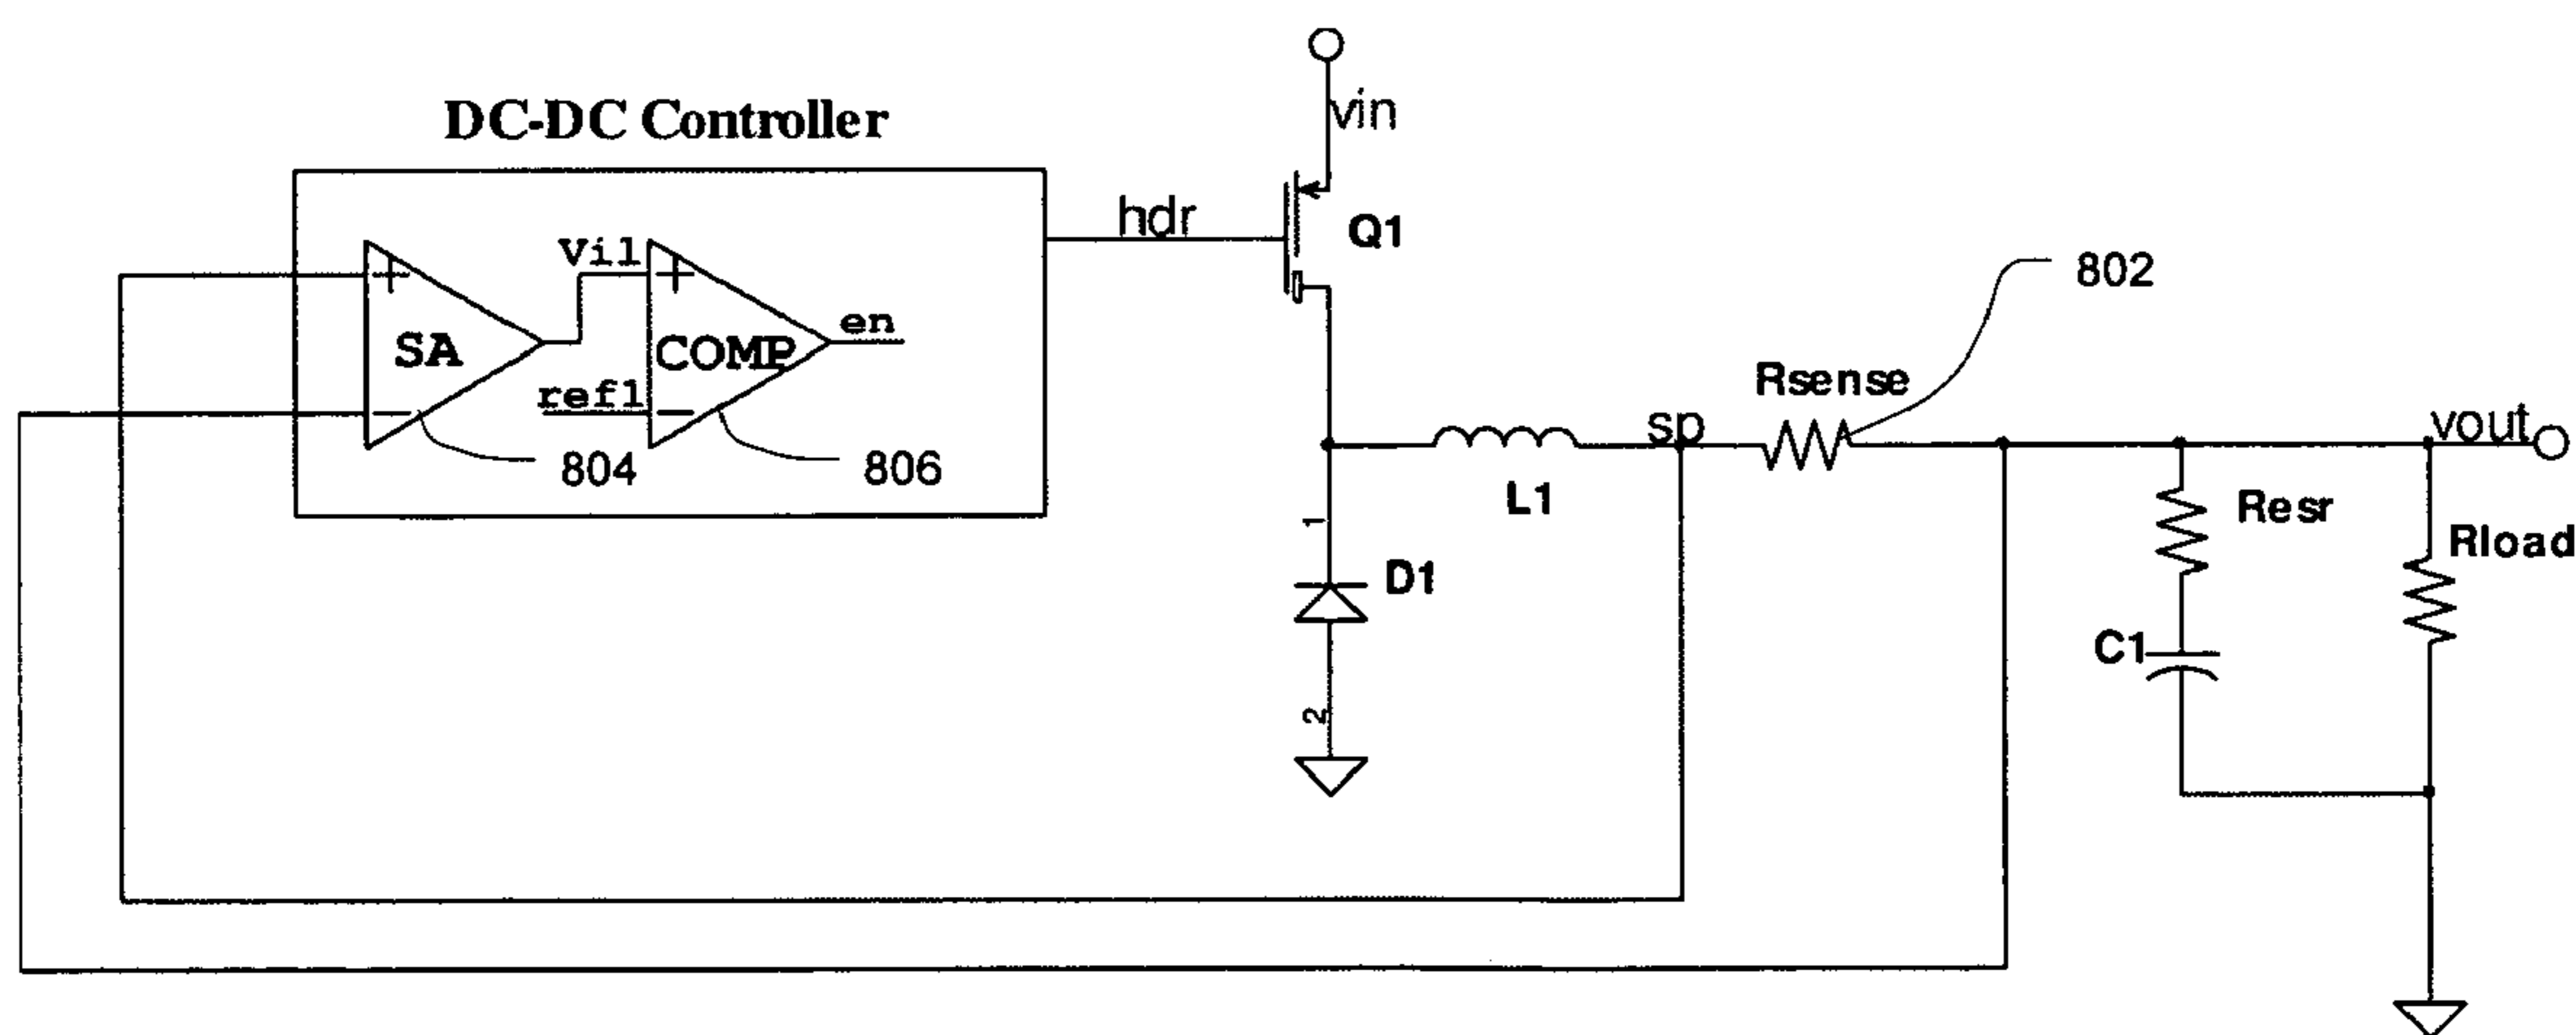 DC-DC Controller
vin
hdr
Q1
Vil
SA
COMP
en
ref1
804
806
802
Rsense
sp
vout
L1
Resr
Rload
1
D1
C1
2